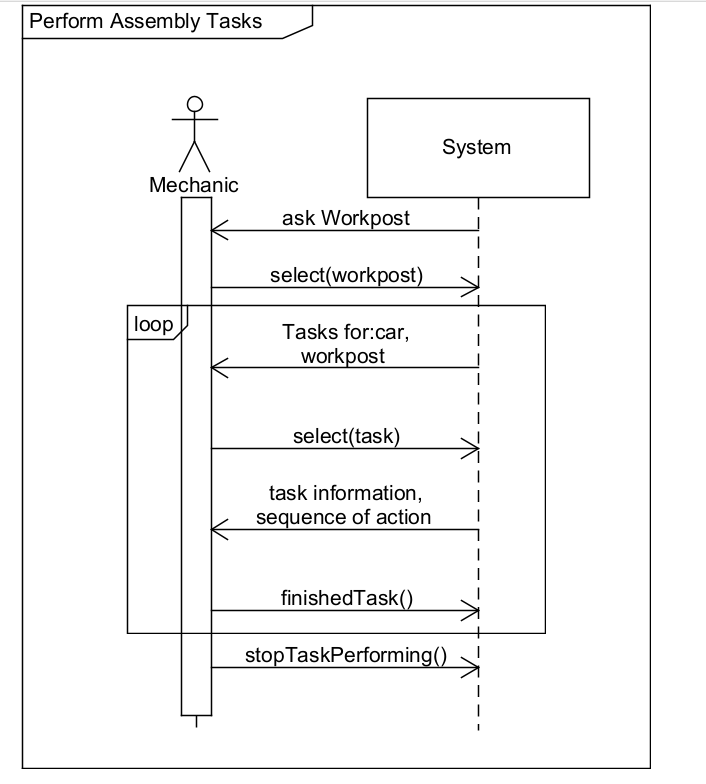 Perform Assembly Tasks
System
Mechanic
ask Workpost
select(workpost)
loop
Tasks for:car,
workpost
select(task)
task information,
sequence of action
finishedTask()
stopTaskPerforming()